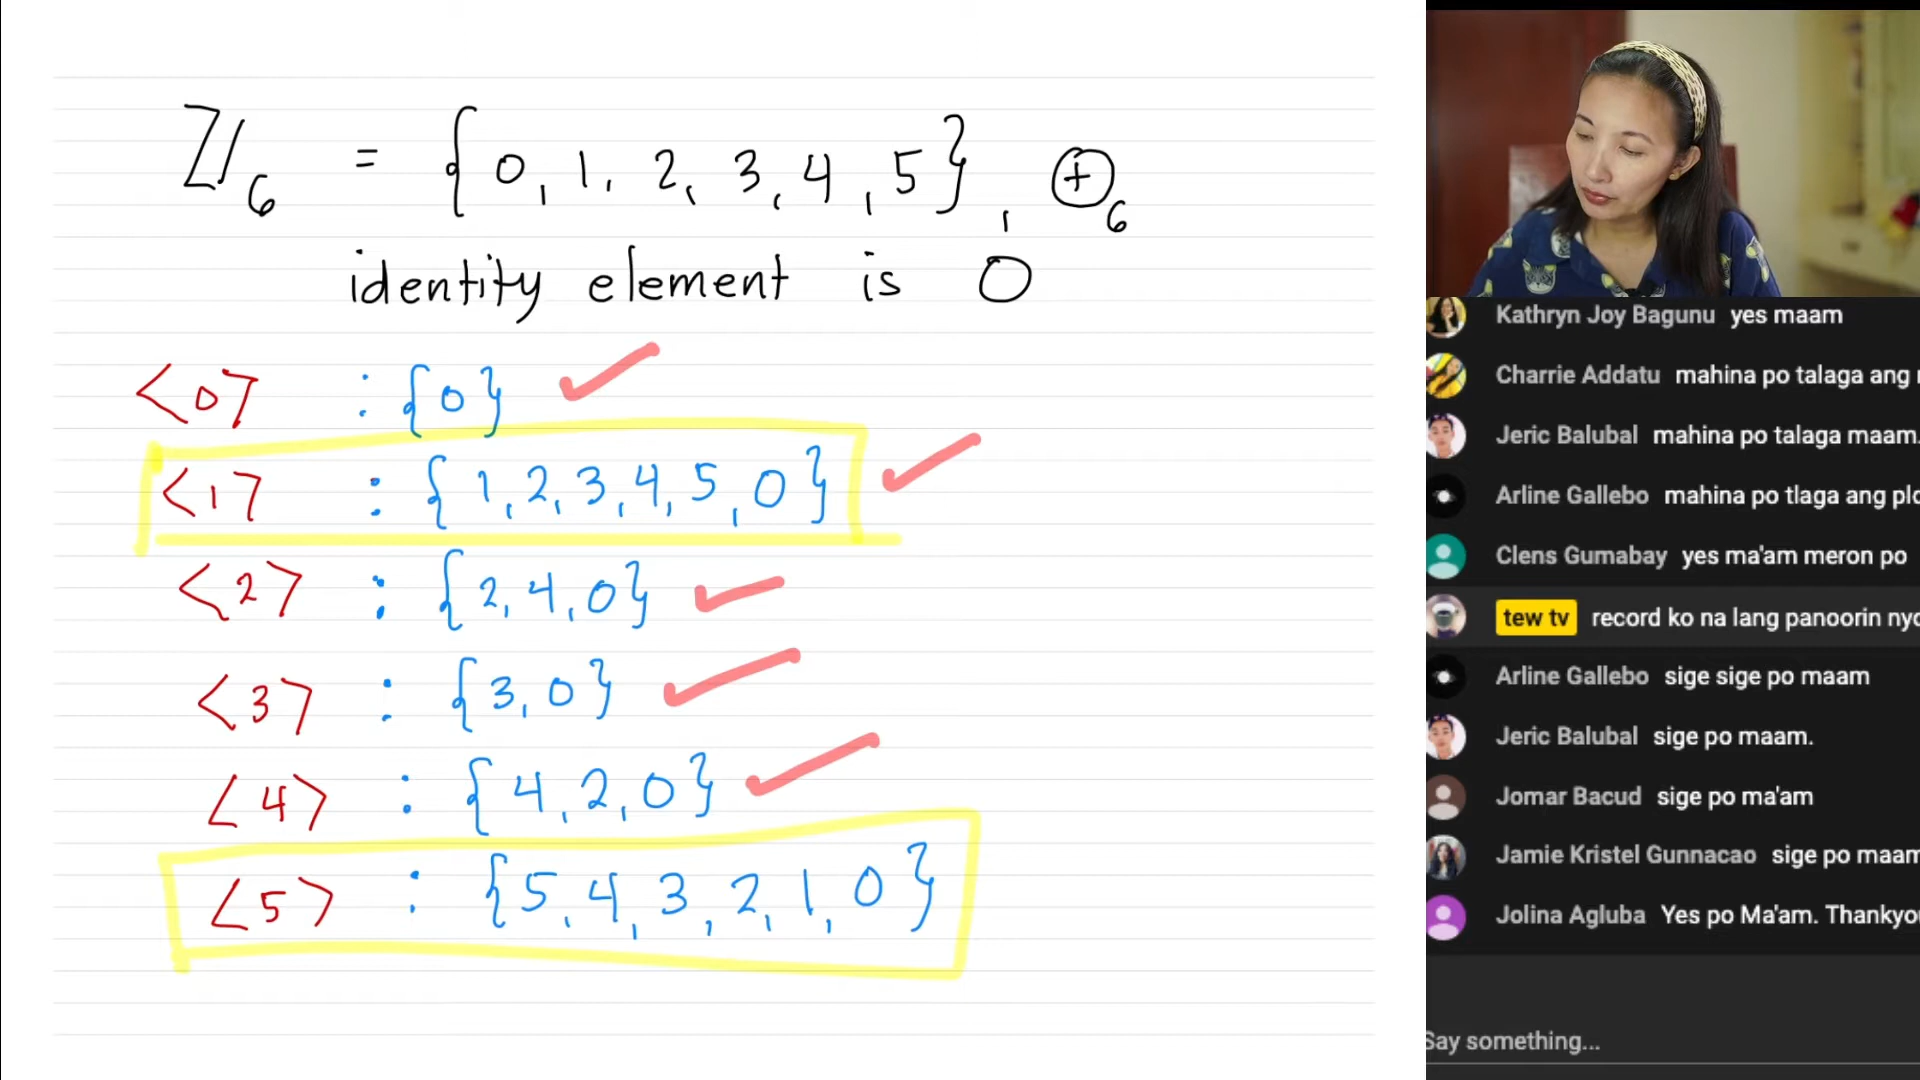 ℤ₆ = {0, 1, 2, 3, 4, 5}, ⊕₆
identity element is 0
<0> : {0} ✓
<1> : {1, 2, 3, 4, 5, 0} ✓
<2> : {2, 4, 0} ✓
<3> : {3, 0} ✓
<4> : {4, 2, 0} ✓
<5> : {5, 4, 3, 2, 1, 0}
Kathryn Joy Bagunu yes maam
Charrie Addatu mahina po talaga ang
Jeric Balubal mahina po talaga maam.
Arline Gallebo mahina po tlaga ang
Clens Gumabay yes ma'am meron po
tew tv record ko na lang panoorin
Arline Gallebo sige sige po maam
Jeric Balubal sige po maam.
Jomar Bacud sige po ma'am
Jamie Kristel Gunnacao sige po maam
Jolina Agluba Yes po Ma'am. Thankyou
Say something...